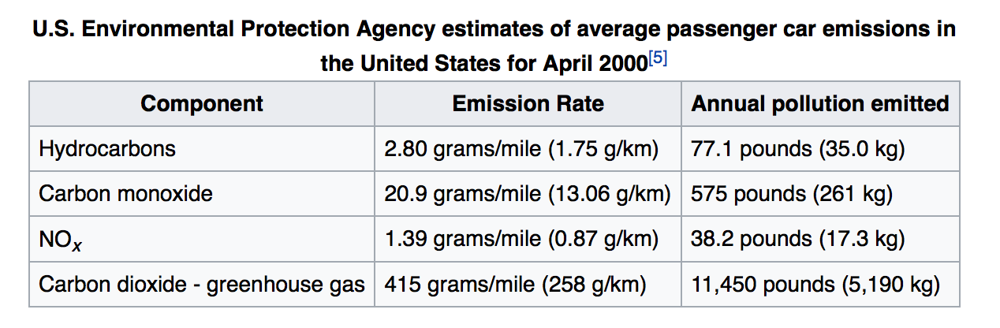 U.S. Environmental Protection Agency estimates of average passenger car emissions in
the United States for April 2000[5]
Component Emission Rate Annual pollution emitted
Hydrocarbons 2.80 grams/mile (1.75 g/km) 77.1 pounds (35.0 kg)
Carbon monoxide 20.9 grams/mile (13.06 g/km) 575 pounds (261 kg)
NOx 1.39 grams/mile (0.87 g/km) 38.2 pounds (17.3 kg)
Carbon dioxide - greenhouse gas 415 grams/mile (258 g/km) 11,450 pounds (5,190 kg)